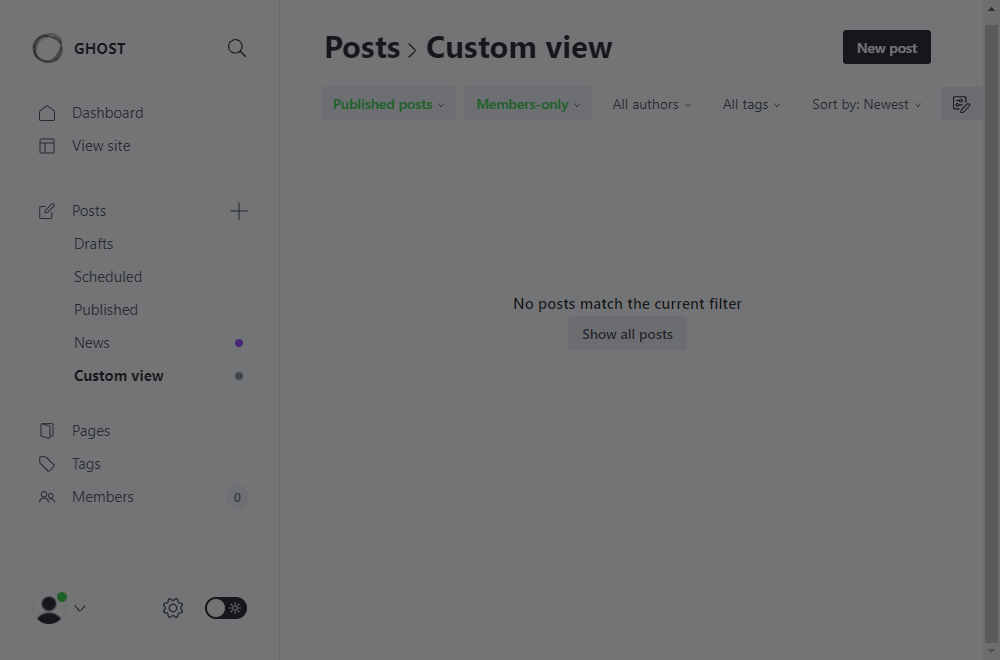 GHOST
Dashboard
View site
Posts
Drafts
Scheduled
Published
News
Custom view
Pages
Tags
Members 0
Posts > Custom view
New post
Published posts Members-only All authors All tags Sort by: Newest
No posts match the current filter
Show all posts